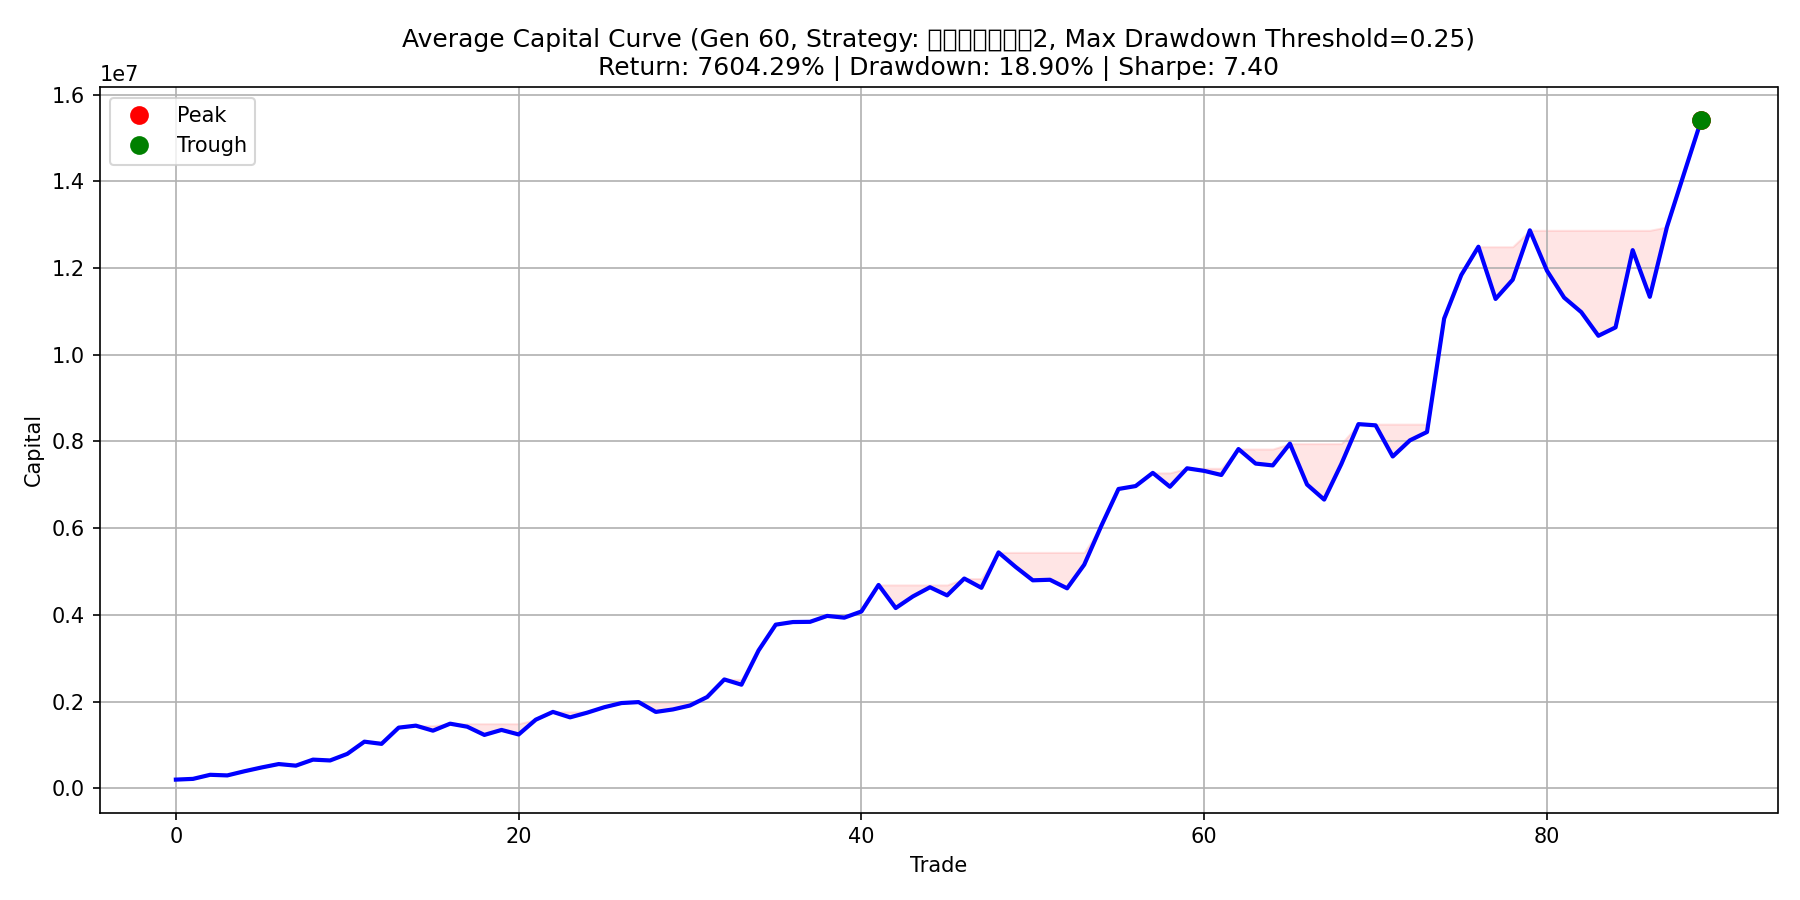 Average Capital Curve (Gen 60, Strategy: 2, Max Drawdown Threshold=0.25)
Return: 7604.29% | Drawdown: 18.90% | Sharpe: 7.40
1e7
1.6
1.4
1.2
1.0
0.8
0.6
0.4
0.2
0.0
Capital
Peak
Trough
0
20
40
60
80
Trade